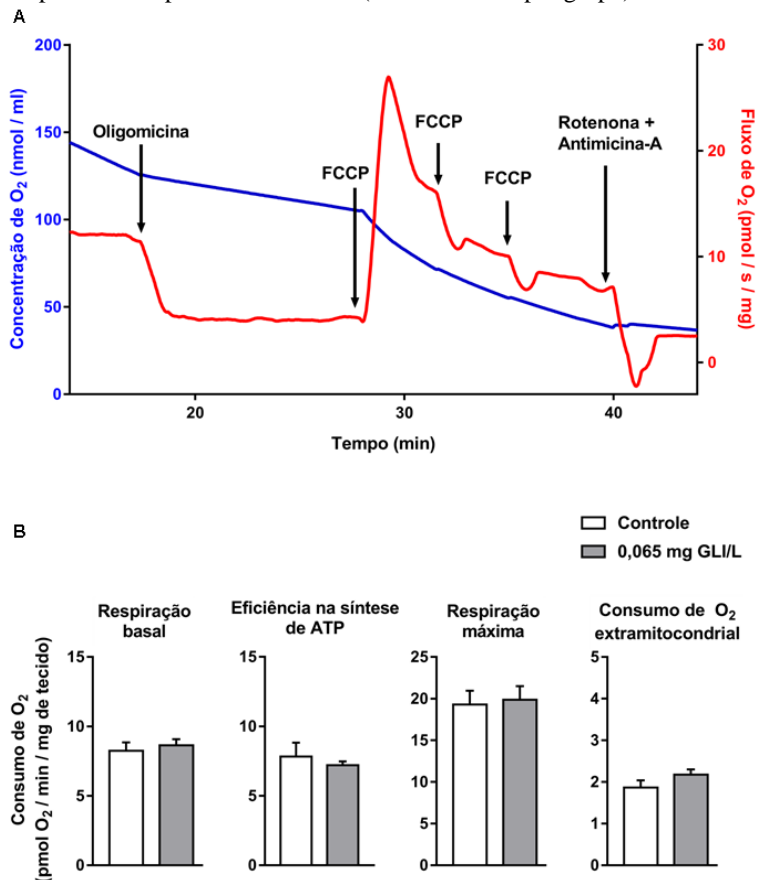 A
200
150
100
50
0
Concentração de O2 (nmol / ml)
Oligomicina
FCCP
FCCP
FCCP
Rotenona +
Antimicina-A
30
20
10
0
Fluxo de O2 (pmol / s / mg)
20
30
40
Tempo (min)
B
Controle
0,065 mg GLI/L
Consumo de O2
(pmol O2 / min / mg de tecido)
Respiração
basal
15
10
5
0
Eficiência na síntese
de ATP
15
10
5
0
Respiração
máxima
25
20
15
10
5
0
Consumo de O2
extramitocondrial
5
4
3
2
1
0